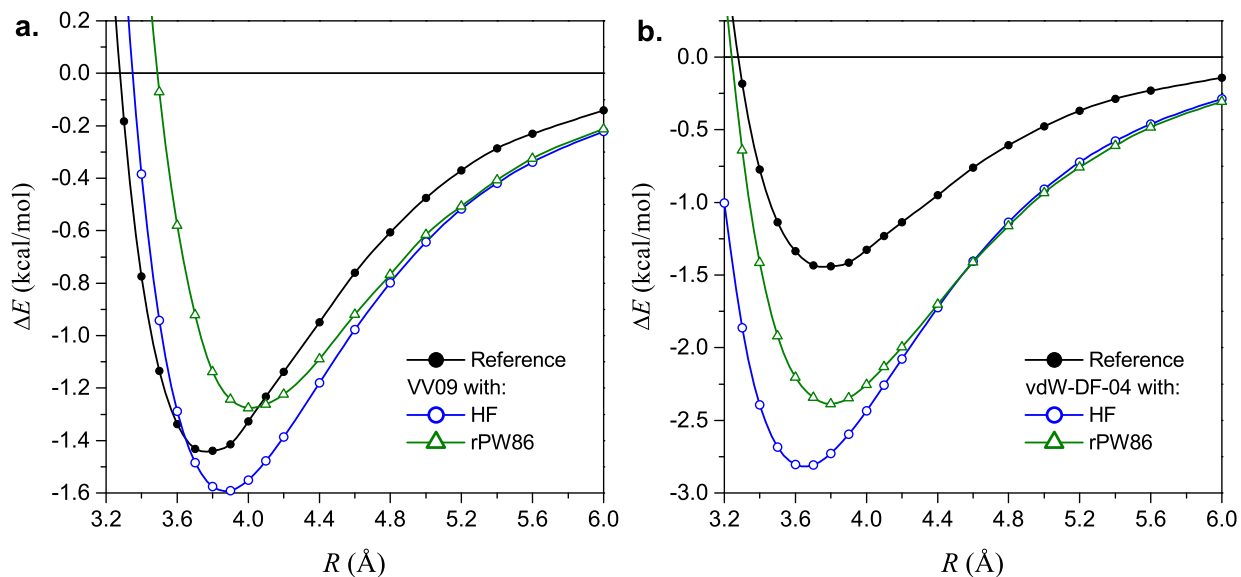 a.
0.2
0.0
-0.2
-0.4
-0.6
-0.8
-1.0
-1.2
-1.4
-1.6
ΔE (kcal/mol)
Reference
VV09 with:
HF
rPW86
3.2 3.6 4.0 4.4 4.8 5.2 5.6 6.0
R (Å)
b.
0.0
-0.5
-1.0
-1.5
-2.0
-2.5
-3.0
ΔE (kcal/mol)
Reference
vdW-DF-04 with:
HF
rPW86
3.2 3.6 4.0 4.4 4.8 5.2 5.6 6.0
R (Å)